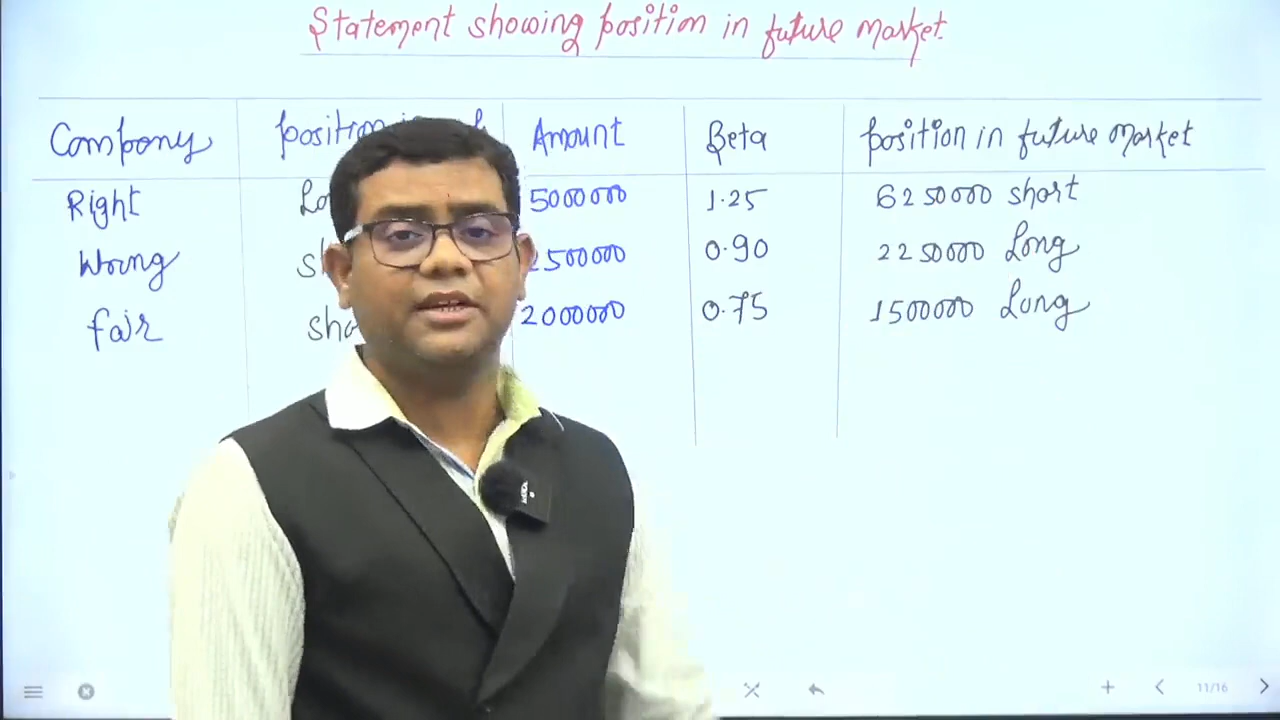 Statement showing position in future market.
Company position Amount Beta position in future Market
Right 5000000 1.25 6250000 short
Wrong 2500000 0.90 2250000 Long
fair 2000000 0.75 1500000 Long
11/16